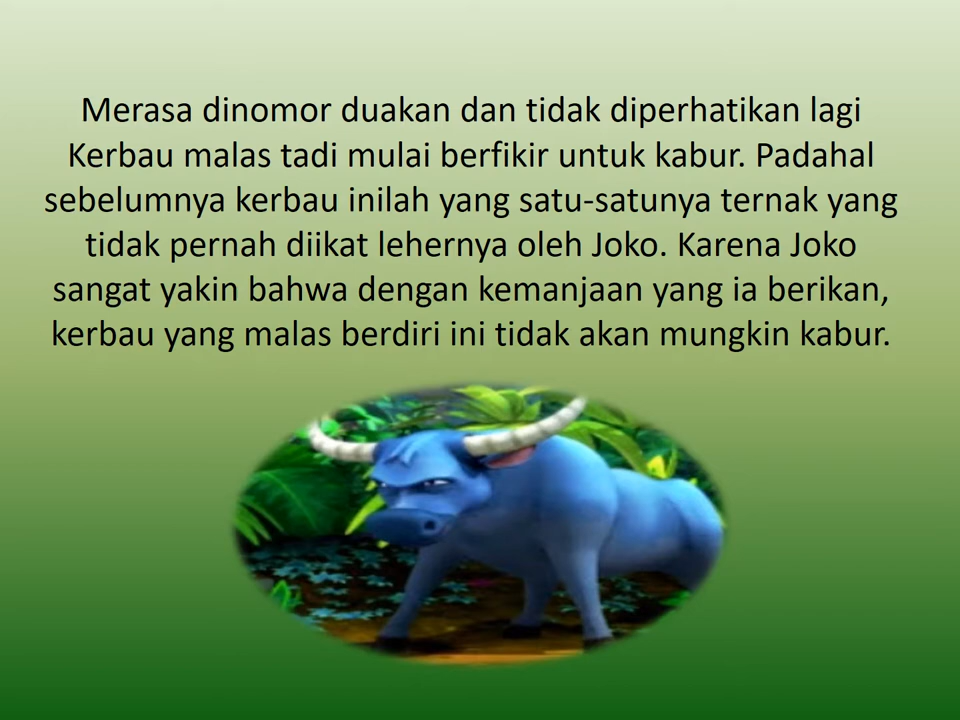 Merasa dinomor duakan dan tidak diperhatikan lagi
Kerbau malas tadi mulai berfikir untuk kabur. Padahal
sebelumnya kerbau inilah yang satu-satunya ternak yang
tidak pernah diikat lehernya oleh Joko. Karena Joko
sangat yakin bahwa dengan kemanjaan yang ia berikan,
kerbau yang malas berdiri ini tidak akan mungkin kabur.